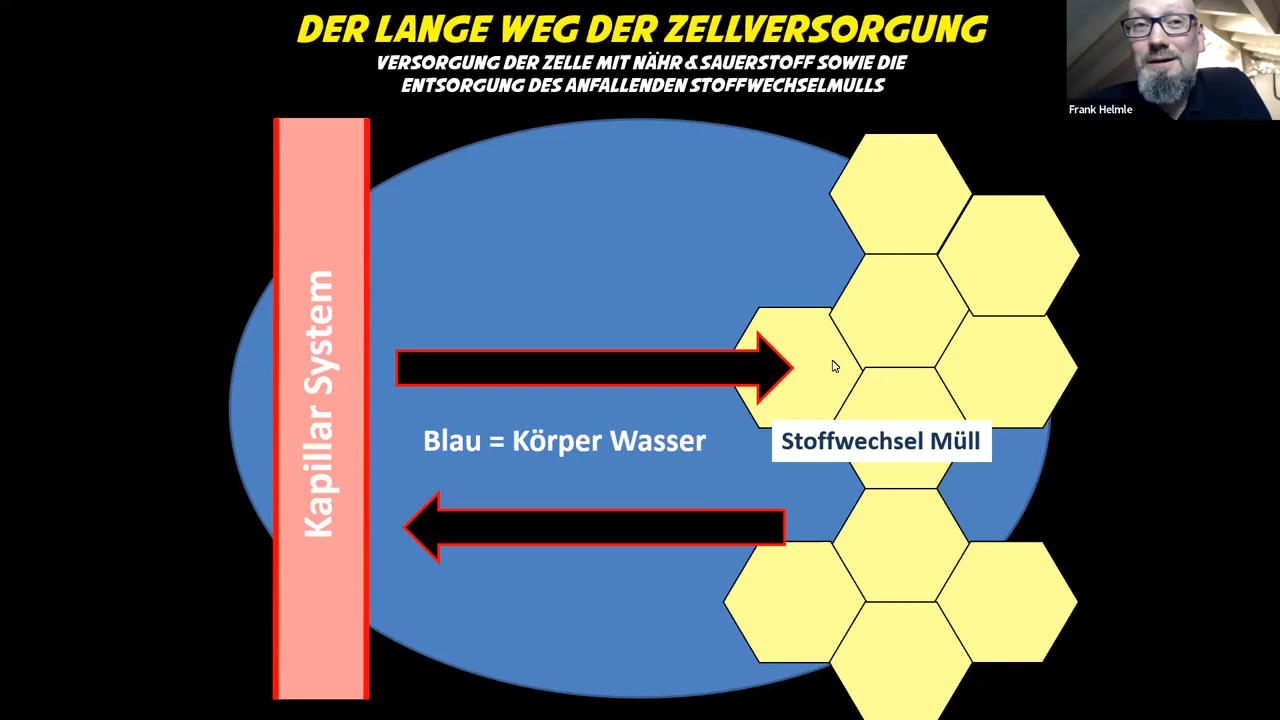 DER LANGE WEG DER ZELLVERSORGUNG
VERSORGUNG DER ZELLE MIT NÄHR & SAUERSTOFF SOWIE DIE
ENTSORGUNG DES ANFALLENDEN STOFFWECHSELMULLS
Frank Helmle
Kapillar System
Blau = Körper Wasser
Stoffwechsel Müll